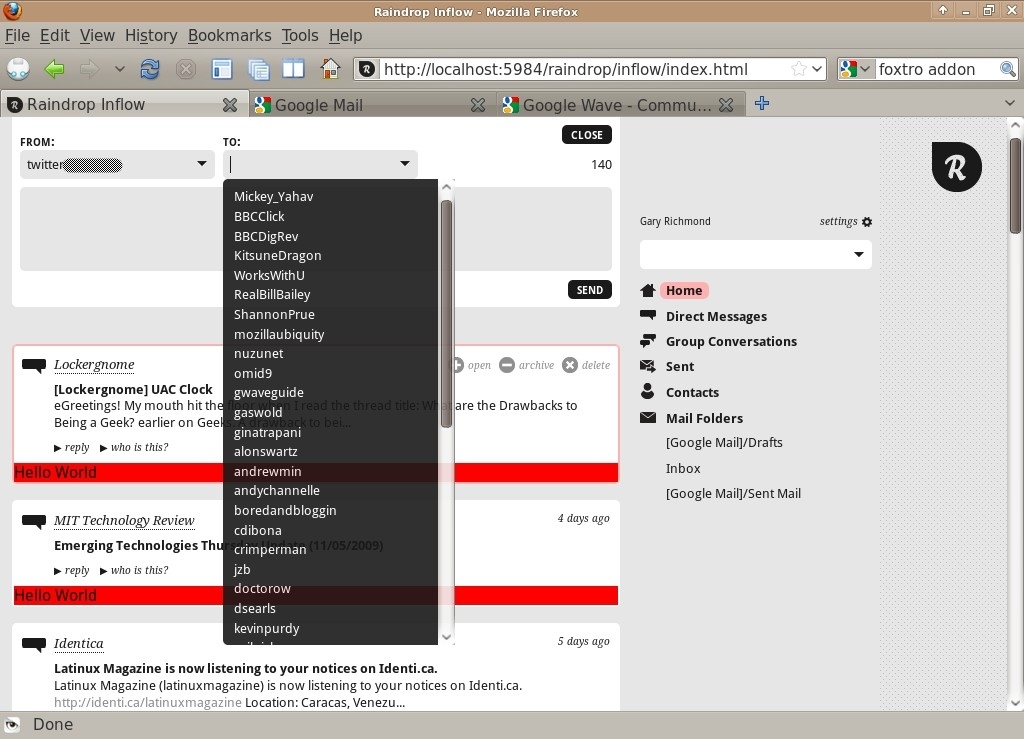 Raindrop Inflow - Mozilla Firefox
File Edit View History Bookmarks Tools Help
http://localhost:5984/raindrop/inflow/index.html
foxtro addon
Raindrop Inflow
Google Mail
Google Wave - Commu...
CLOSE
FROM:
TO:
twitter
140
SEND
Mickey_Yahav
BBCClick
BBCDigRev
KitsuneDragon
WorksWithU
RealBillBailey
ShannonPrue
mozillaubiquity
nuzunet
omid9
gwaveguide
gaswold
ginatrapani
alonswartz
andrewmin
andychannelle
boredandbloggin
cdibona
crimperman
jzb
doctorow
dsearls
kevinpurdy
Lockergnome
open archive delete
[Lockergnome] UAC Clock
eGreetings! My mouth hit the floor when I read the thread title: What are the Drawbacks to
Being a Geek? earlier on Geeks. A drawback to bei...
▶ reply ▶ who is this?
Hello World
MIT Technology Review
4 days ago
Emerging Technologies Thursday Update (11/05/2009)
▶ reply ▶ who is this?
Hello World
Identica
5 days ago
Latinux Magazine is now listening to your notices on Identi.ca.
Latinux Magazine (latinuxmagazine) is now listening to your notices on Identi.ca.
http://identi.ca/latinuxmagazine Location: Caracas, Venezu...
R
Gary Richmond
settings
Home
Direct Messages
Group Conversations
Sent
Contacts
Mail Folders
[Google Mail]/Drafts
Inbox
[Google Mail]/Sent Mail
Done